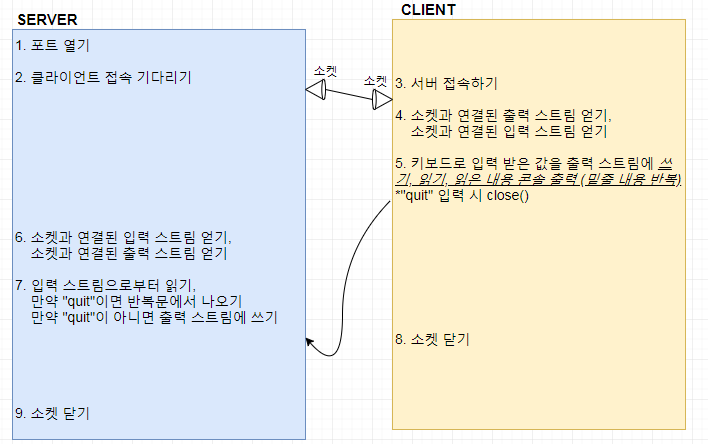 SERVER
1. 포트 열기
2. 클라이언트 접속 기다리기
6. 소켓과 연결된 입력 스트림 얻기,
소켓과 연결된 출력 스트림 얻기
7. 입력 스트림으로부터 읽기,
만약 "quit"이면 반복문에서 나오기
만약 "quit"이 아니면 출력 스트림에 쓰기
9. 소켓 닫기
소켓
소켓
CLIENT
3. 서버 접속하기
4. 소켓과 연결된 출력 스트림 얻기,
소켓과 연결된 입력 스트림 얻기
5. 키보드로 입력 받은 값을 출력 스트림에 쓰
기, 읽기, 읽은 내용 콘솔 출력 (밑줄 내용 반복)
*"quit" 입력 시 close()
8. 소켓 닫기